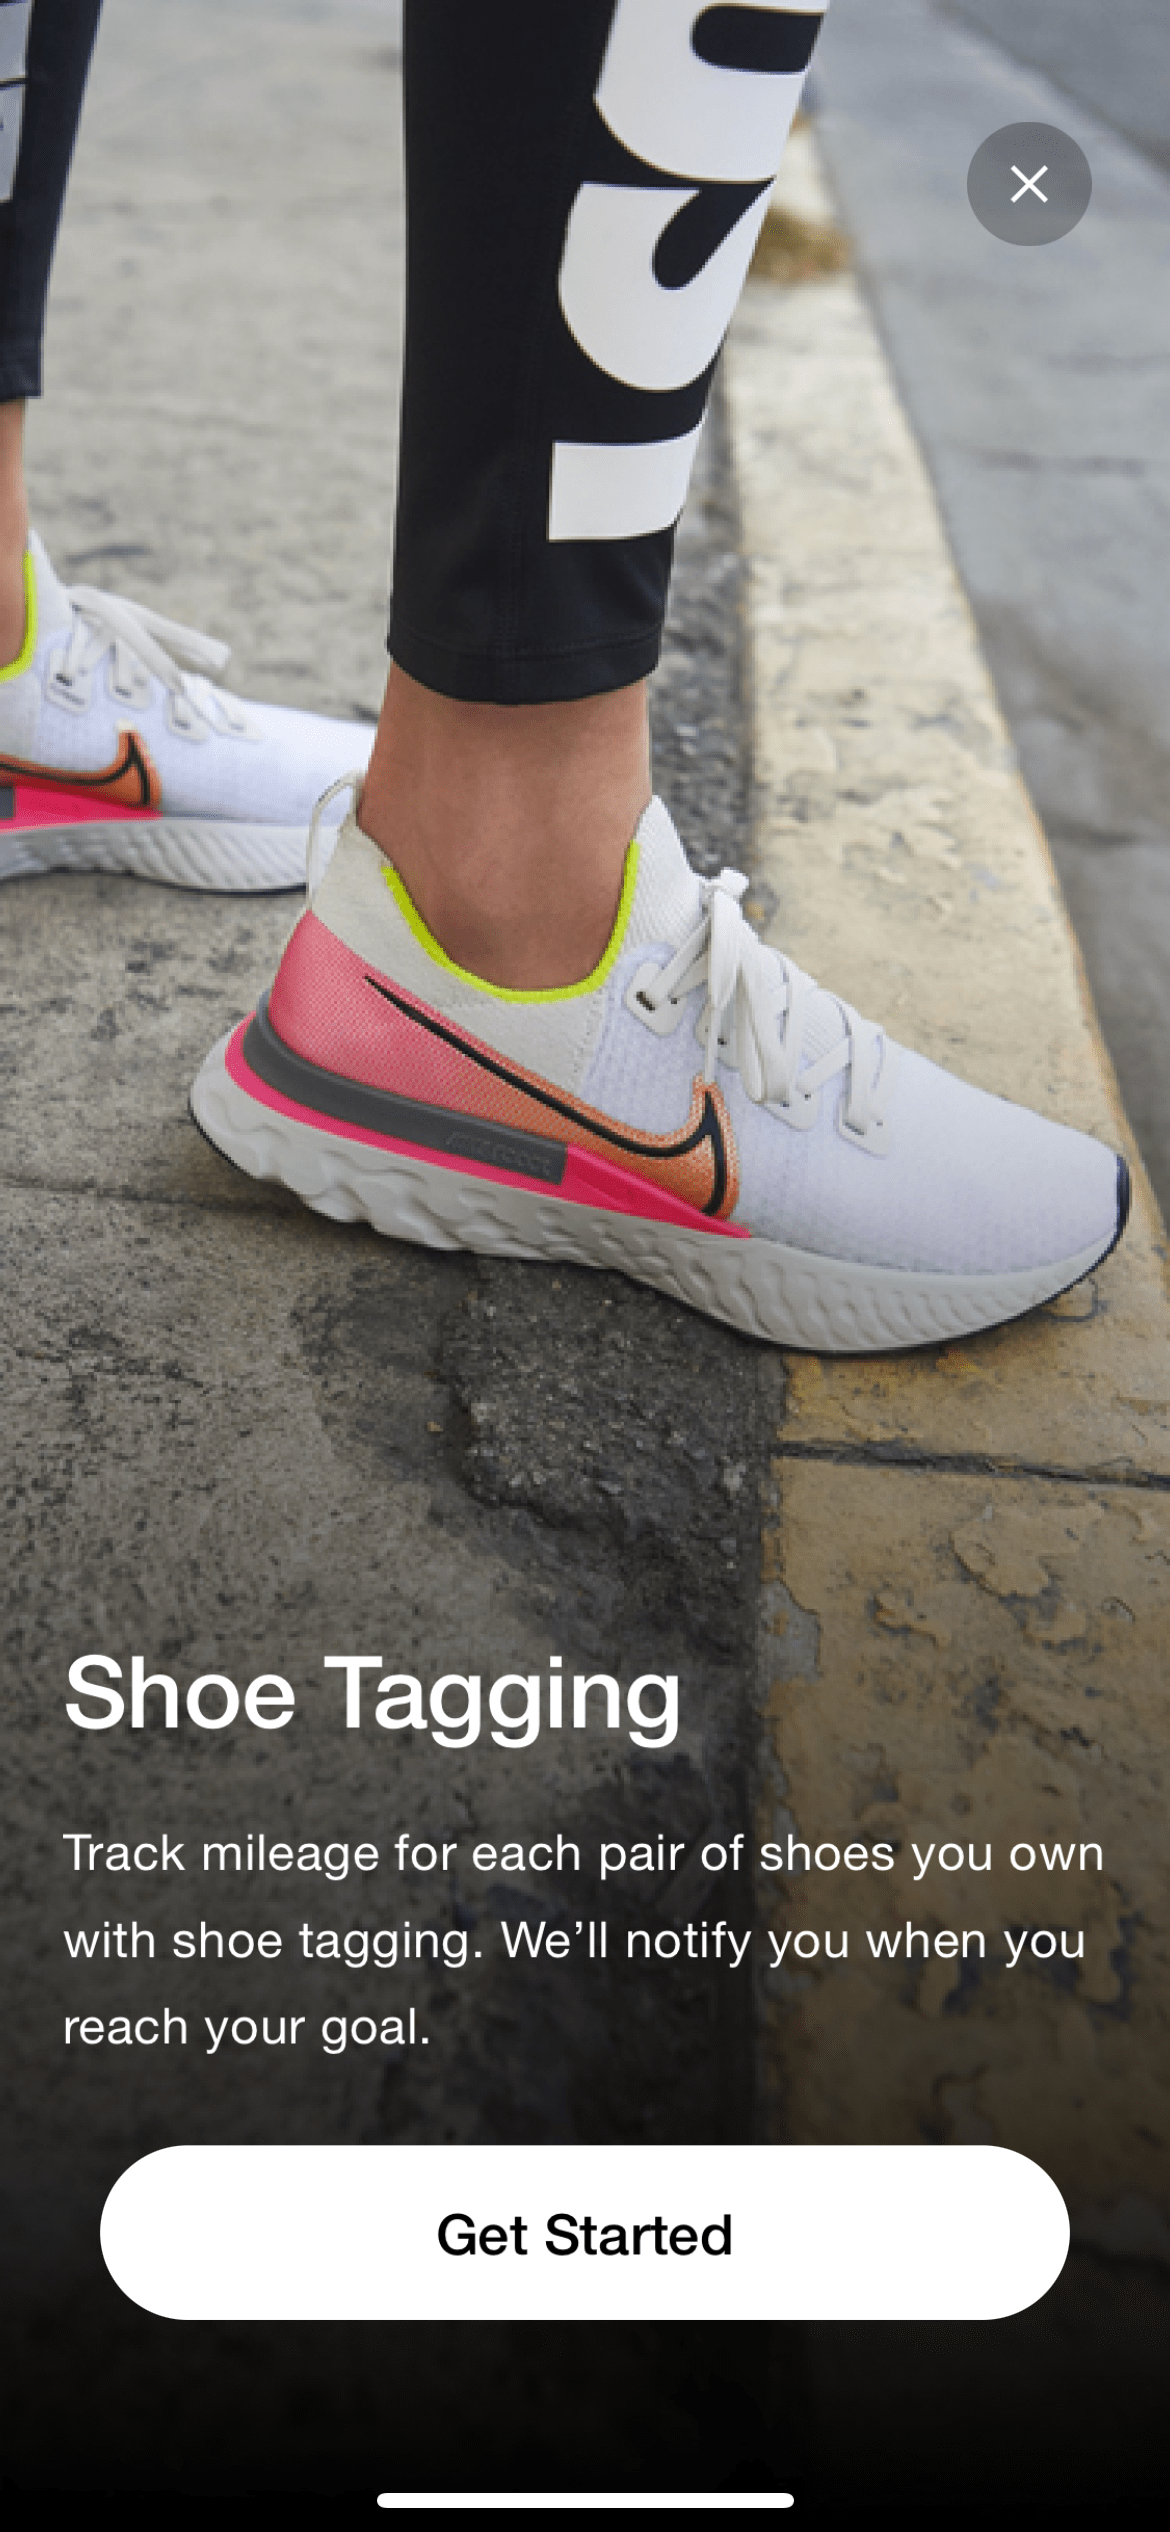 Shoe Tagging
Track mileage for each pair of shoes you own
with shoe tagging. We’ll notify you when you
reach your goal.
Get Started